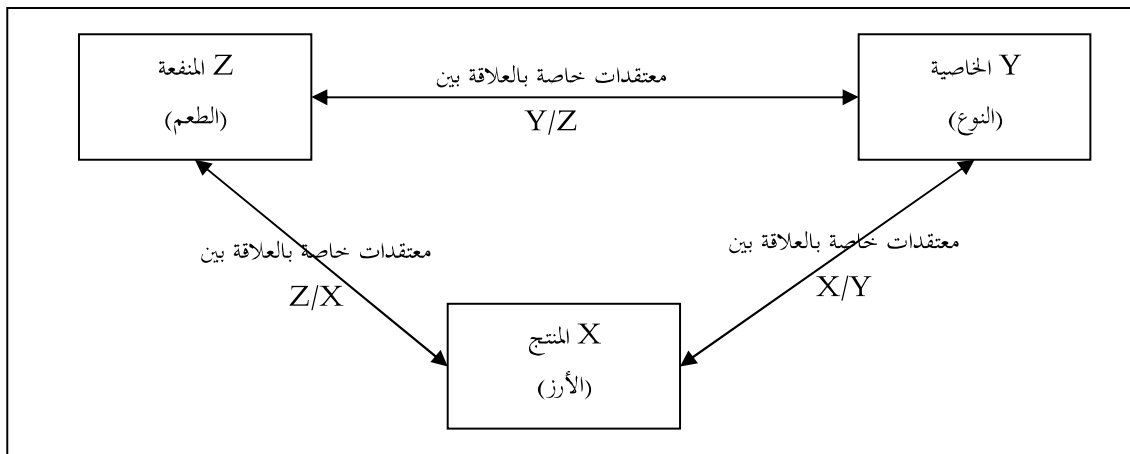 Y الخاصية
(النوع)
معتقدات خاصة بالعلاقة بين
Y/Z
Z المنفعة
(الطعم)
معتقدات خاصة بالعلاقة بين
X/Y
معتقدات خاصة بالعلاقة بين
Z/X
X المنتج
(الأرز)